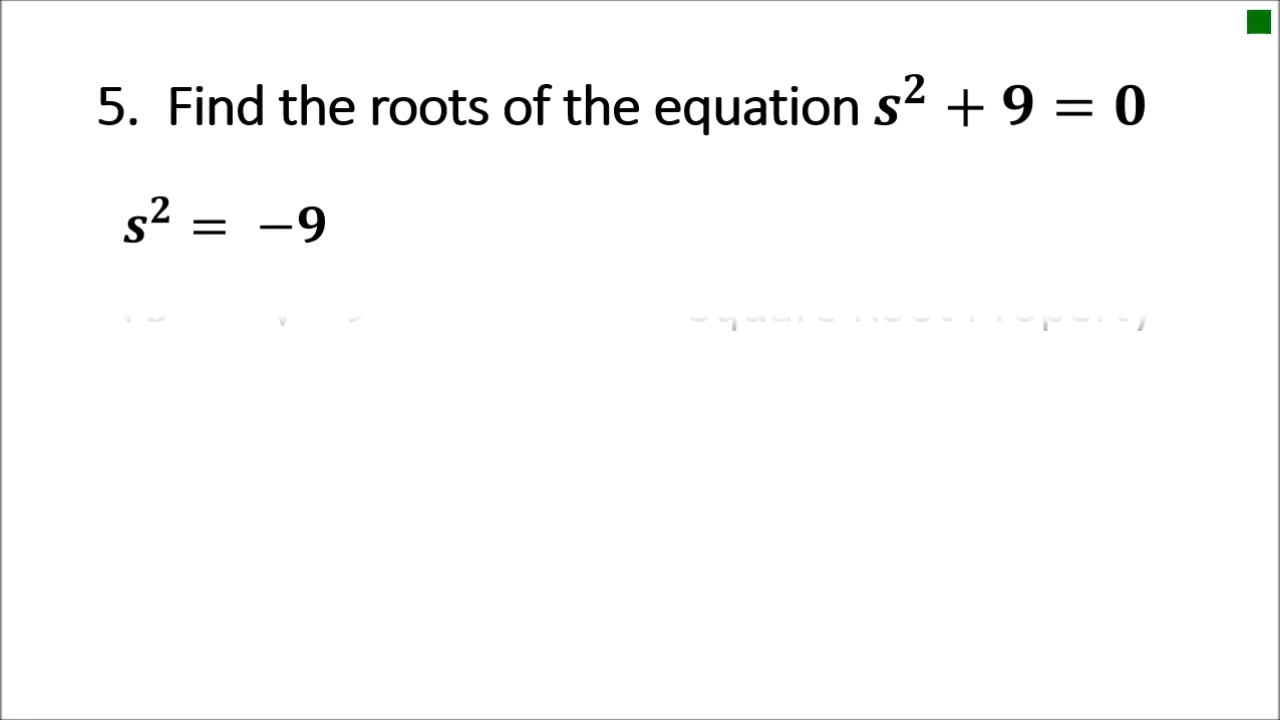 5. Find the roots of the equation s² + 9 = 0
s² = −9